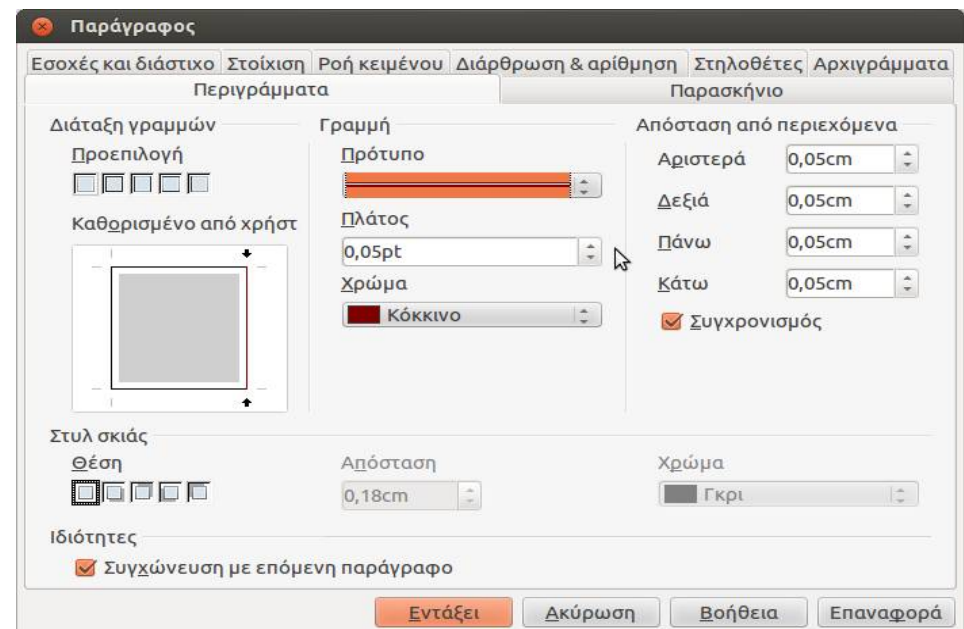 Παράγραφος
Εσοχές και διάστιχο Στοίχιση Ροή κειμένου Διάρθρωση & αρίθμηση Στηλοθέτες Αρχιγράμματα
Περιγράμματα Παρασκήνιο
Διάταξη γραμμών Γραμμή Απόσταση από περιεχόμενα
Προεπιλογή Πρότυπο Αριστερά 0,05cm
Δεξιά 0,05cm
Καθορισμένο από χρήστ Πλάτος
0,05pt Πάνω 0,05cm
Χρώμα Κάτω 0,05cm
Κόκκινο Συγχρονισμός
Στυλ σκιάς
Θέση Απόσταση Χρώμα
0,18cm Γκρι
Ιδιότητες
Συγχώνευση με επόμενη παράγραφο
Εντάξει Ακύρωση Βοήθεια Επαναφορά